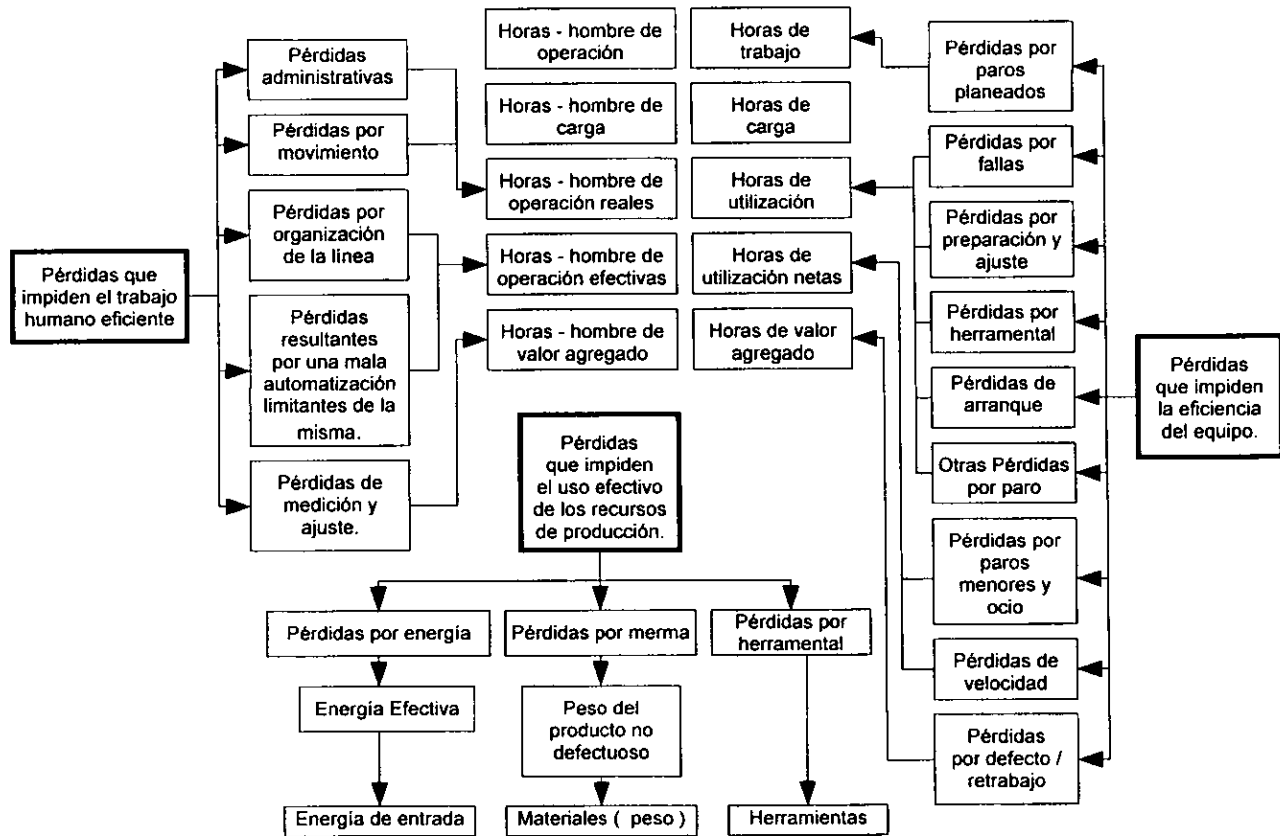 Pérdidas que
impiden el trabajo
humano eficiente
Pérdidas
administrativas
Pérdidas por
movimiento
Pérdidas por
organización
de la linea
Pérdidas
resultantes
por una mala
automatización
limitantes de la
misma.
Pérdidas de
medición y
ajuste.
Horas - hombre de
operación
Horas - hombre de
carga
Horas - hombre de
operación reales
Horas - hombre de
operación efectivas
Horas - hombre de
valor agregado
Horas de
trabajo
Horas de
carga
Horas de
utilización
Horas de
utilización netas
Horas de valor
agregado
Pérdidas por
paros
planeados
Pérdidas por
fallas
Pérdidas por
preparación y
ajuste
Pérdidas por
herramental
Pérdidas de
arranque
Otras Pérdidas
por paro
Pérdidas por
paros
menores y
ocio
Pérdidas de
velocidad
Pérdidas
por defecto /
retrabajo
Pérdidas
que impiden
la eficiencia
del equipo.
Pérdidas
que impiden
el uso efectivo
de los recursos
de producción.
Pérdidas por energía
Pérdidas por merma
Pérdidas por
herramental
Energía Efectiva
Peso del
producto no
defectuoso
Energía de entrada
Materiales ( peso )
Herramientas